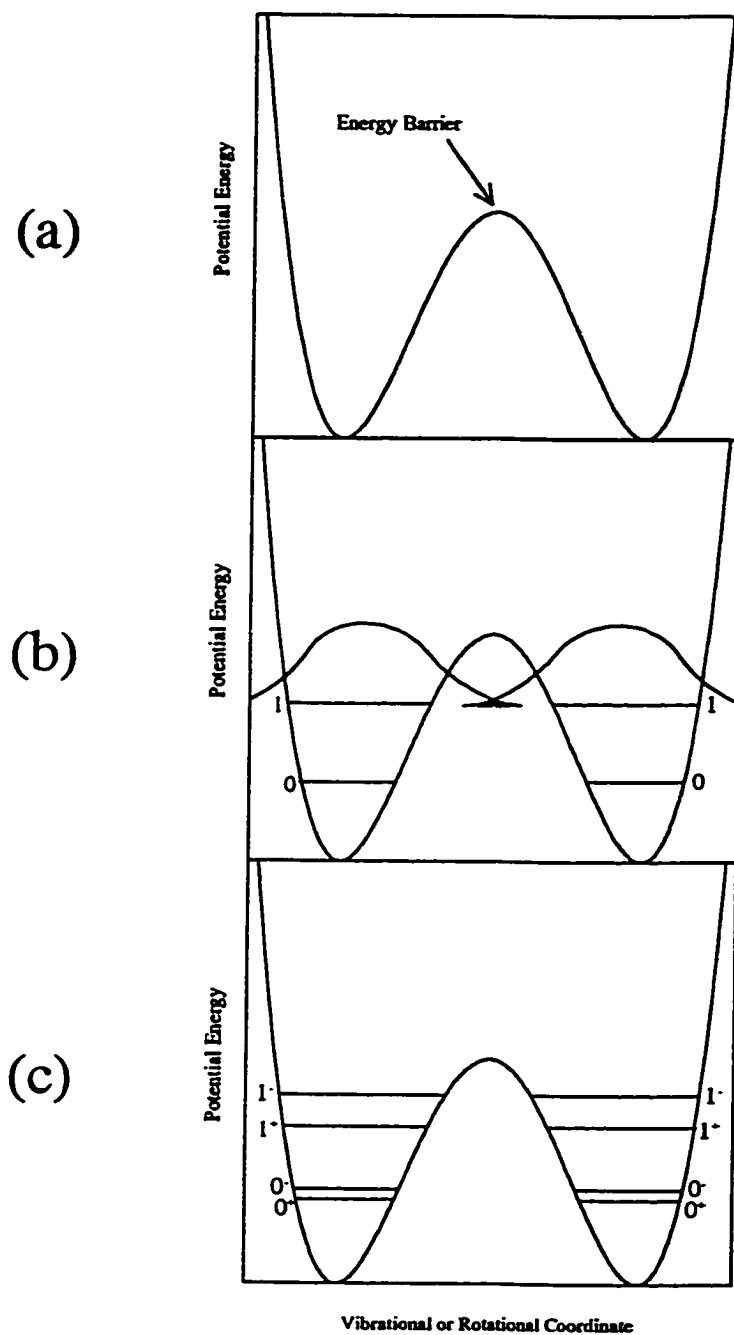 (a)
Potential Energy
Energy Barrier
(b)
Potential Energy
1 1
0 0
(c)
Potential Energy
1- 1-
1+ 1+
0- 0-
0+ 0+
Vibrational or Rotational Coordinate